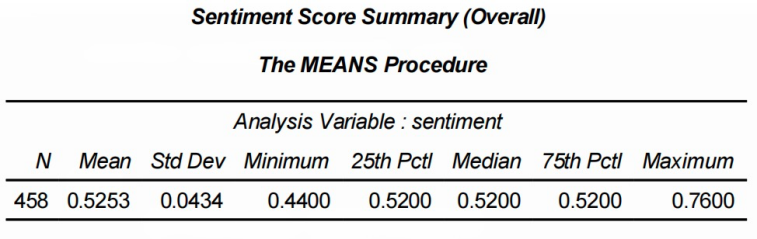 Sentiment Score Summary (Overall)
The MEANS Procedure
Analysis Variable : sentiment
N Mean Std Dev Minimum 25th Pctl Median 75th Pctl Maximum
458 0.5253 0.0434 0.4400 0.5200 0.5200 0.5200 0.7600